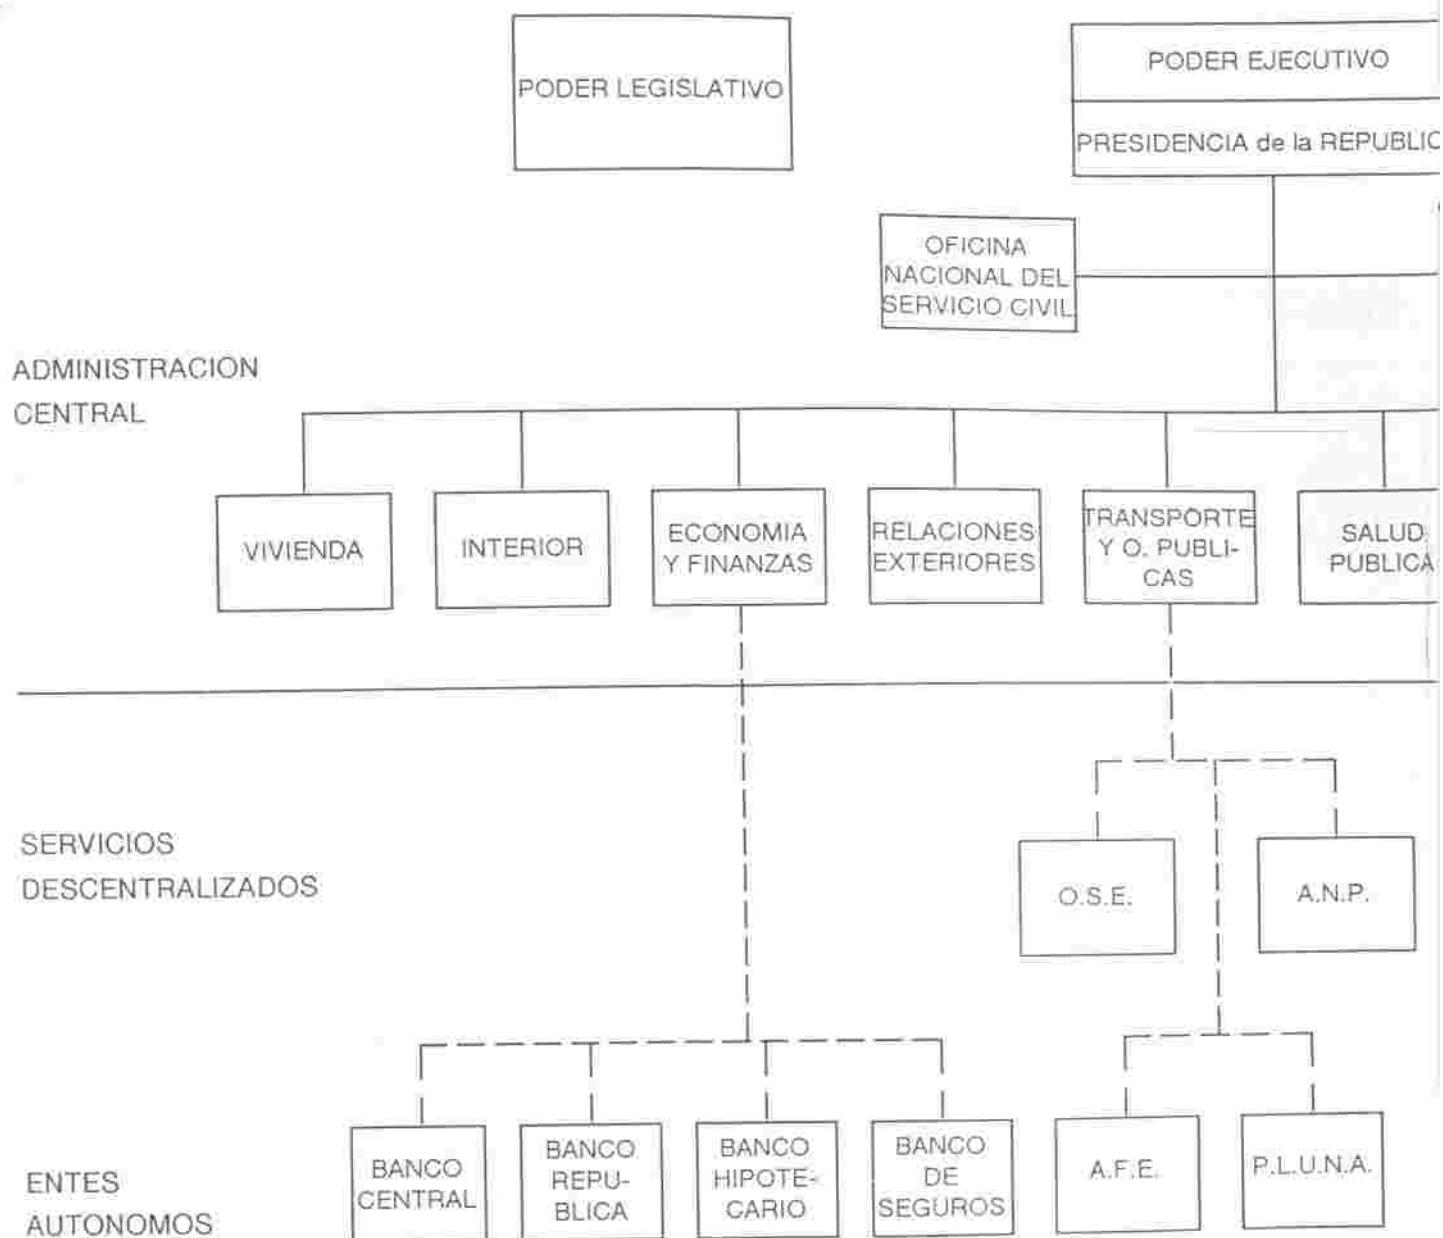 PODER LEGISLATIVO
PODER EJECUTIVO
PRESIDENCIA de la REPUBLIC
OFICINA
NACIONAL DEL
SERVICIO CIVIL
ADMINISTRACION
CENTRAL
VIVIENDA
INTERIOR
ECONOMIA
Y FINANZAS
RELACIONES
EXTERIORES
TRANSPORTE
Y O. PUBLI-
CAS
SALUD
PUBLICA
SERVICIOS
DESCENTRALIZADOS
O.S.E.
A.N.P.
ENTES
AUTONOMOS
BANCO
CENTRAL
BANCO
REPU-
BLICA
BANCO
HIPOTE-
CARIO
BANCO
DE
SEGUROS
A.F.E.
P.L.U.N.A.